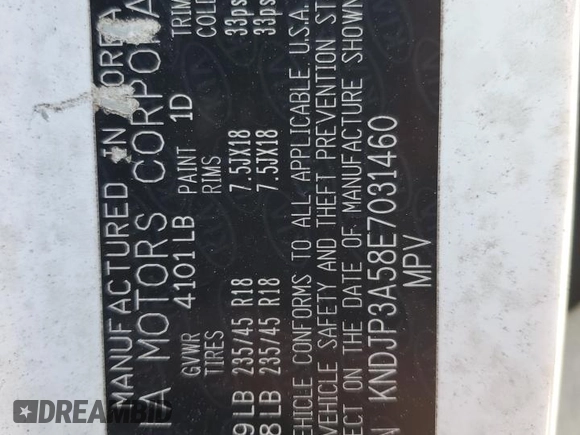 MANUFACTURED IN KOREA
IA MOTORS CORPORA
GVWR PAINT TRIM
4101 LB 1D
TIRES RIMS COLD
9 LB 235/45 R18 7.5JX18 33ps
8 LB 235/45 R18 7.5JX18 33ps
VEHICLE CONFORMS TO ALL APPLICABLE U.S.A.
VEHICLE SAFETY AND THEFT PREVENTION ST
ECT ON THE DATE OF MANUFACTURE SHOWN
KNDJP3A58E7031460
MPV
DREAMBID